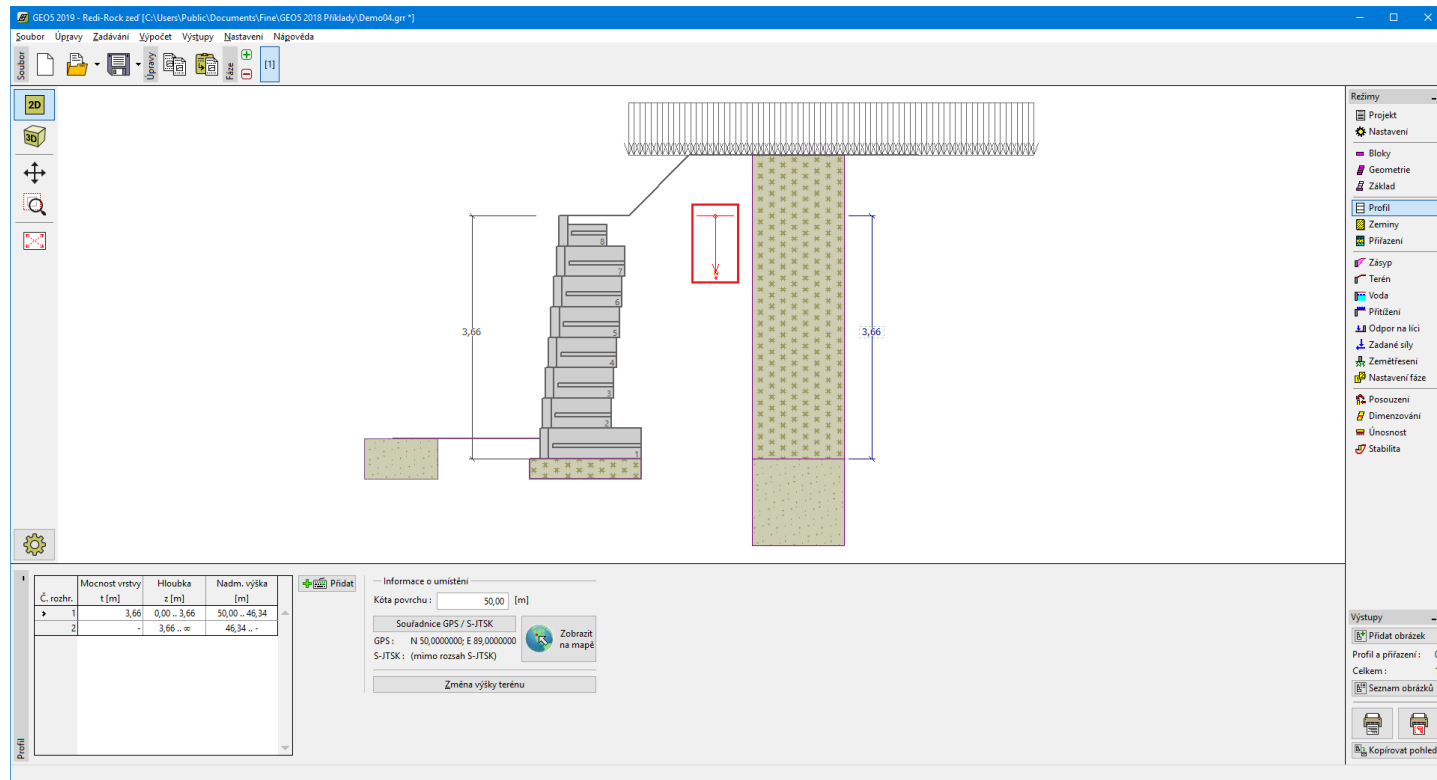 GEO5 2019 - Redi-Rock zeď [C:\Users\Public\Documents\Fine\GEO5 2018 Příklady\Demo04.grr *]
Soubor Úpravy Zadávání Výpočet Výstupy Nastavení Nápověda
Soubor
Úpravy
Fáze
[1]
2D
3D
3,66
8
7
6
5
4
3
2
1
3,66
Režimy
Projekt
Nastavení
Bloky
Geometrie
Základ
Profil
Zeminy
Přiřazení
Zásyp
Terén
Voda
Přitížení
Odpor na líci
Zadané síly
Zemětřesení
Nastavení fáze
Posouzení
Dimenzování
Únosnost
Stabilita
Profil
Č. rozhr. Mocnost vrstvy t [m] Hloubka z [m] Nadm. výška [m]
1 3,66 0,00 .. 3,66 50,00 .. 46,34
2 - 3,66 .. ∞ 46,34 .. -
Přidat
Informace o umístění
Kóta povrchu : 50,00 [m]
Souřadnice GPS / S-JTSK
GPS : N 50,0000000; E 89,0000000
S-JTSK : (mimo rozsah S-JTSK)
Zobrazit
na mapě
Změna výšky terénu
Výstupy
Přidat obrázek
Profil a přiřazení :
Celkem :
Seznam obrázků
Kopírovat pohled